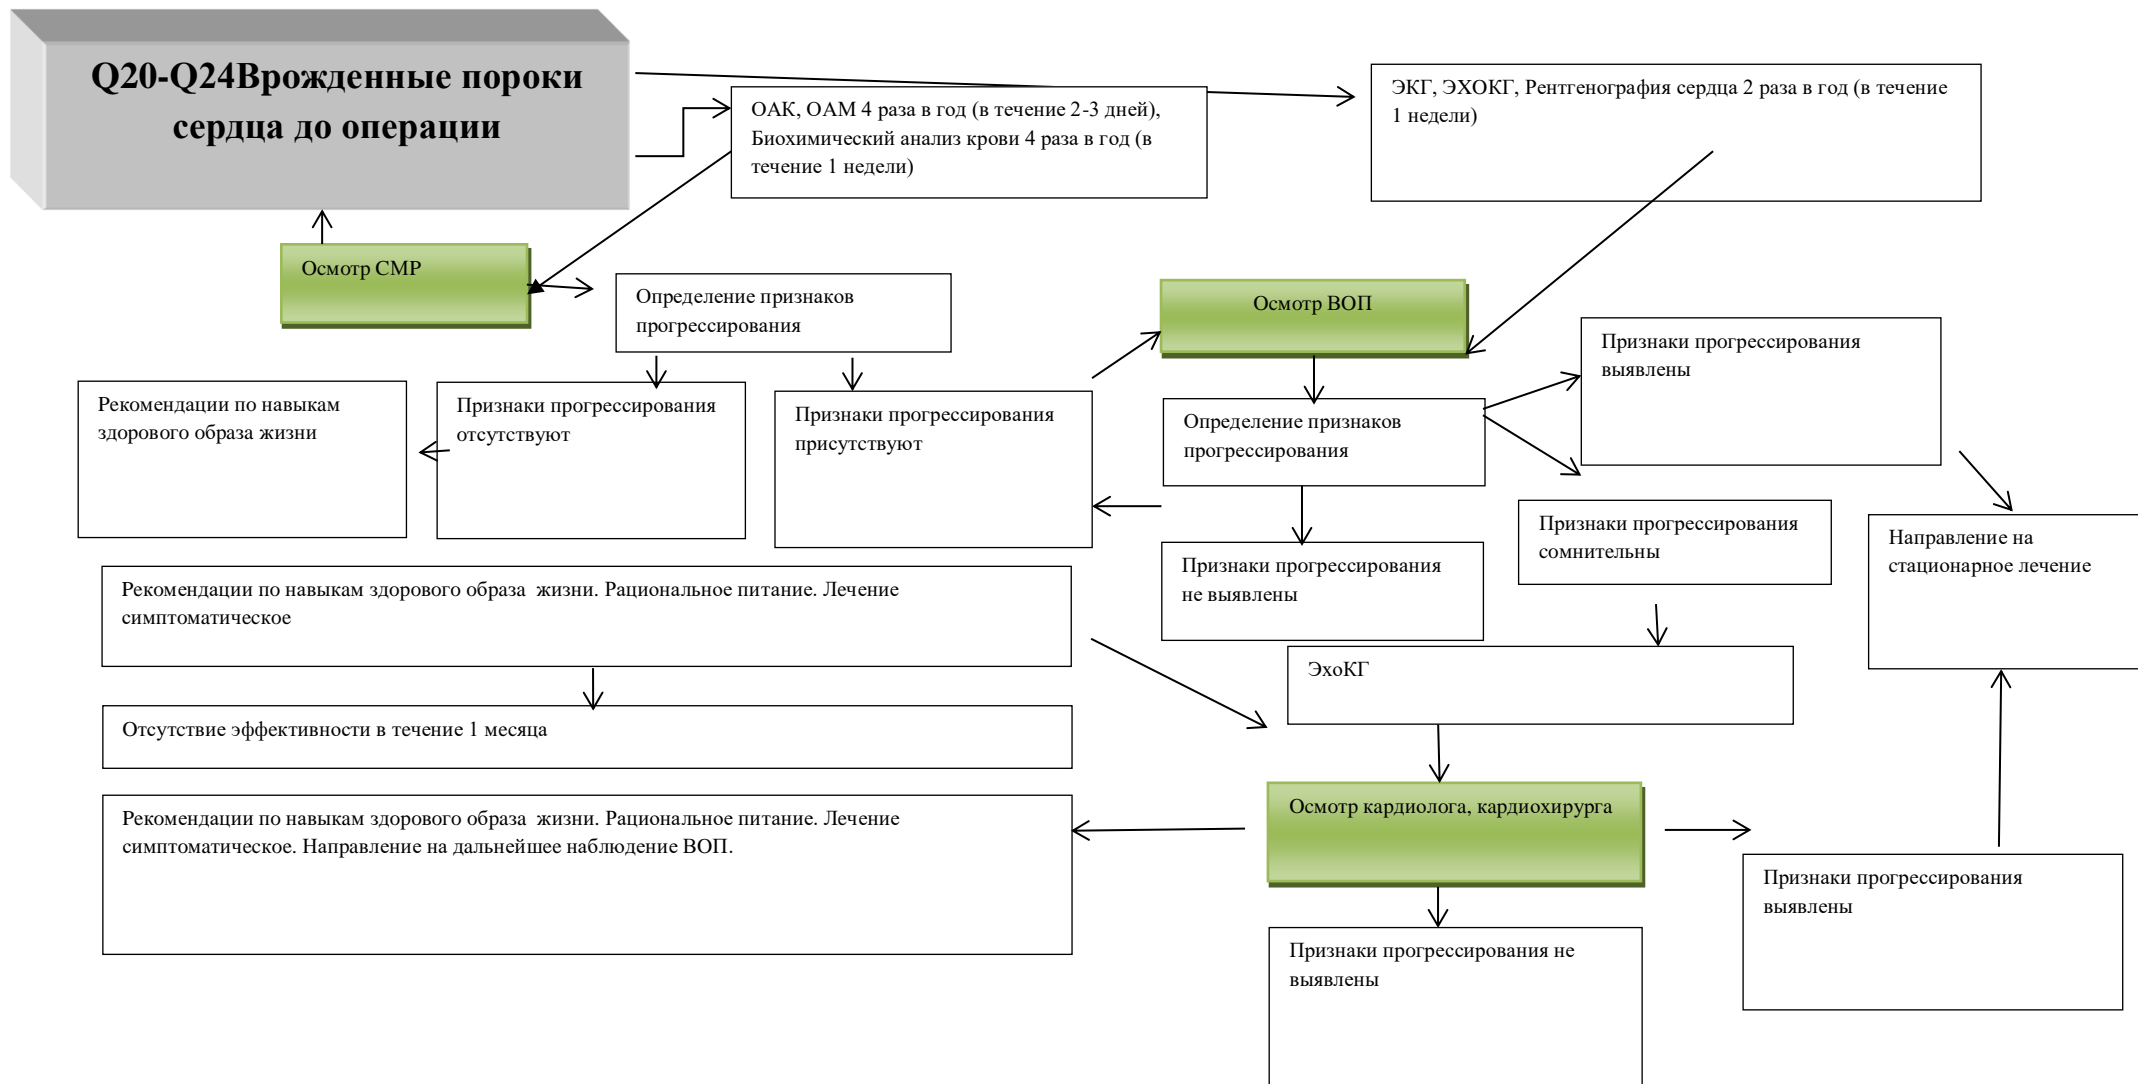 Q20-Q24Врожденные пороки
сердца до операции
ЭКГ, ЭХОКГ, Рентгенография сердца 2 раза в год (в течение
1 недели)
ОАК, ОАМ 4 раза в год (в течение 2-3 дней),
Биохимический анализ крови 4 раза в год (в
течение 1 недели)
Осмотр СМР
Определение признаков
прогрессирования
Осмотр ВОП
Признаки прогрессирования
выявлены
Рекомендации по навыкам
здорового образа жизни
Признаки прогрессирования
отсутствуют
Признаки прогрессирования
присутствуют
Определение признаков
прогрессирования
Признаки прогрессирования
сомнительны
Направление на
стационарное лечение
Признаки прогрессирования
не выявлены
Рекомендации по навыкам здорового образа  жизни. Рациональное питание. Лечение
симптоматическое
ЭхоКГ
Отсутствие эффективности в течение 1 месяца
Осмотр кардиолога, кардиохирурга
Рекомендации по навыкам здорового образа  жизни. Рациональное питание. Лечение
симптоматическое. Направление на дальнейшее наблюдение ВОП.
Признаки прогрессирования
выявлены
Признаки прогрессирования не
выявлены